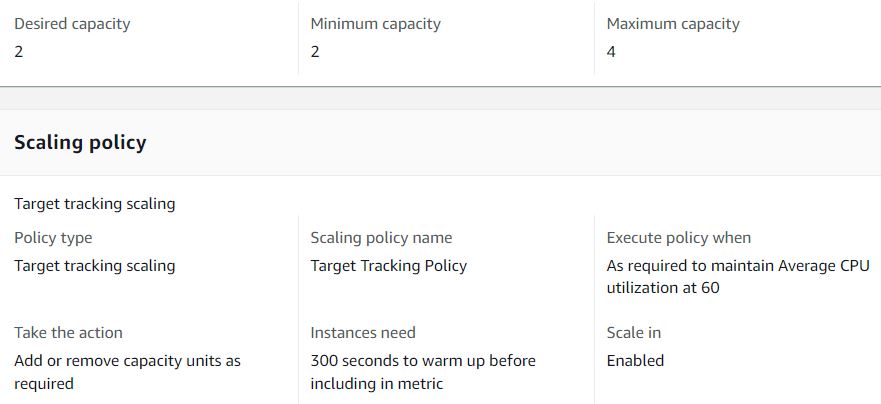 Desired capacity
Minimum capacity
Maximum capacity
2
2
4
Scaling policy
Target tracking scaling
Policy type
Scaling policy name
Execute policy when
Target tracking scaling
Target Tracking Policy
As required to maintain Average CPU
utilization at 60
Take the action
Instances need
Scale in
Add or remove capacity units as
required
300 seconds to warm up before
including in metric
Enabled